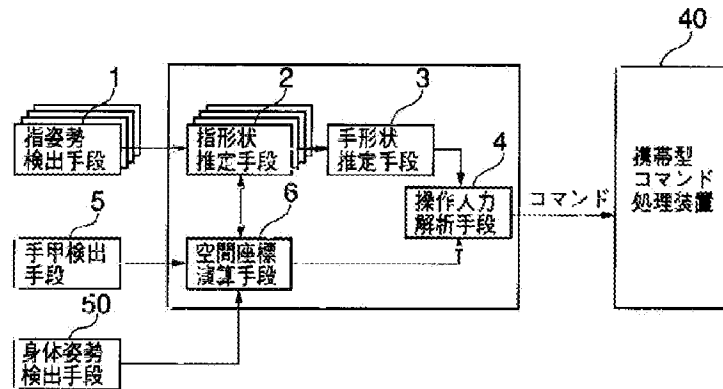 40
1
指姿勢
検出手段
2
指形状
推定手段
3
手形状
推定手段
4
操作入力
解新手段
コマンド
携帯型
コマンド
処理装置
5
手甲検出
手段
6
空間座標
演算手段
50
身体姿勢
検出手段